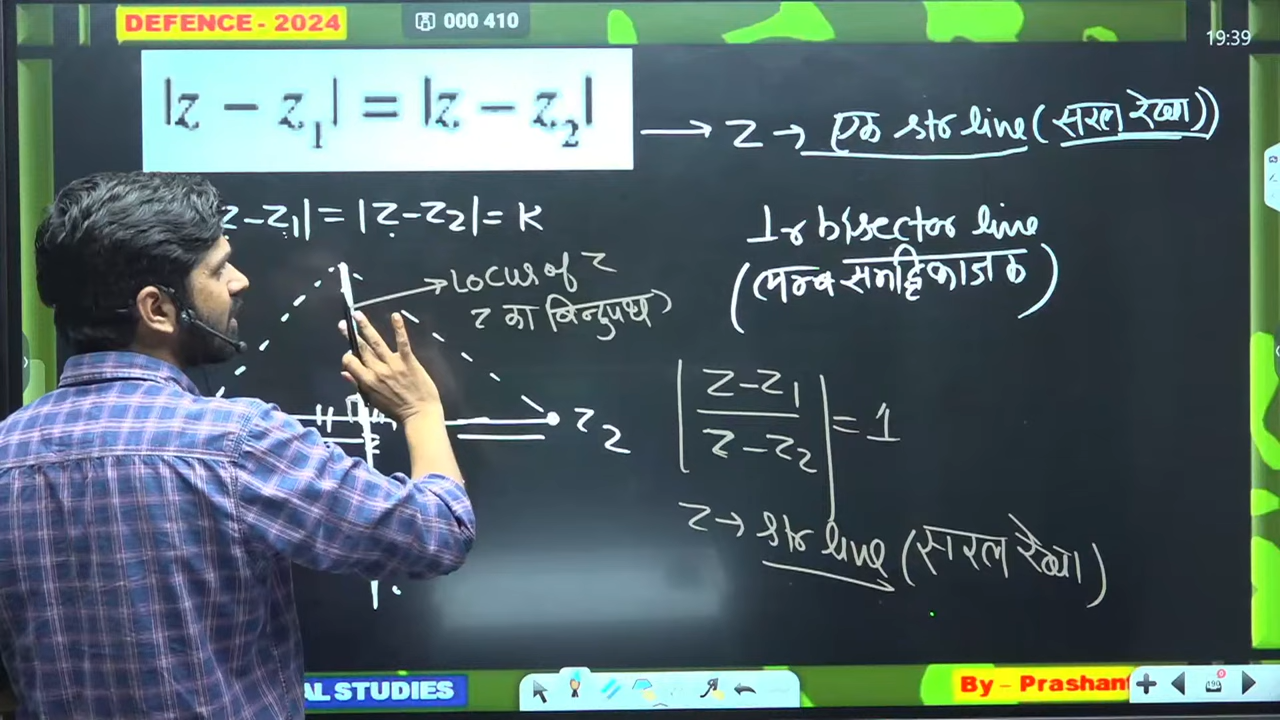 DEFENCE - 2024
000 410
19:39
|z - z₁| = |z - z₂|
→ Z → एक str line (सरल रेखा)
z-z₁| = |z-z₂| = K
⊥r bisector line
(लम्ब समद्विभाजक)
→ Locus of z
z का बिन्दुपथ
z₂
|z-z₁ / z-z₂| = 1
z → str line (सरल रेखा)
AL STUDIES
By - Prashant